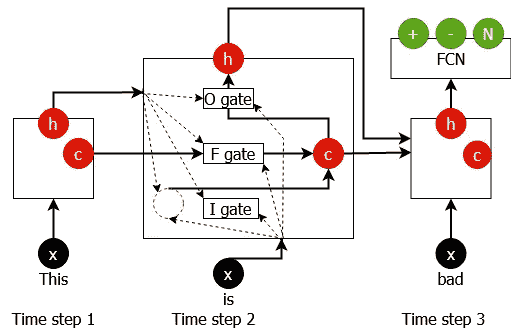 + - N
FCN
h
O gate
h
h
c
F gate
c
c
I gate
x
This
x
is
x
bad
Time step 1
Time step 2
Time step 3